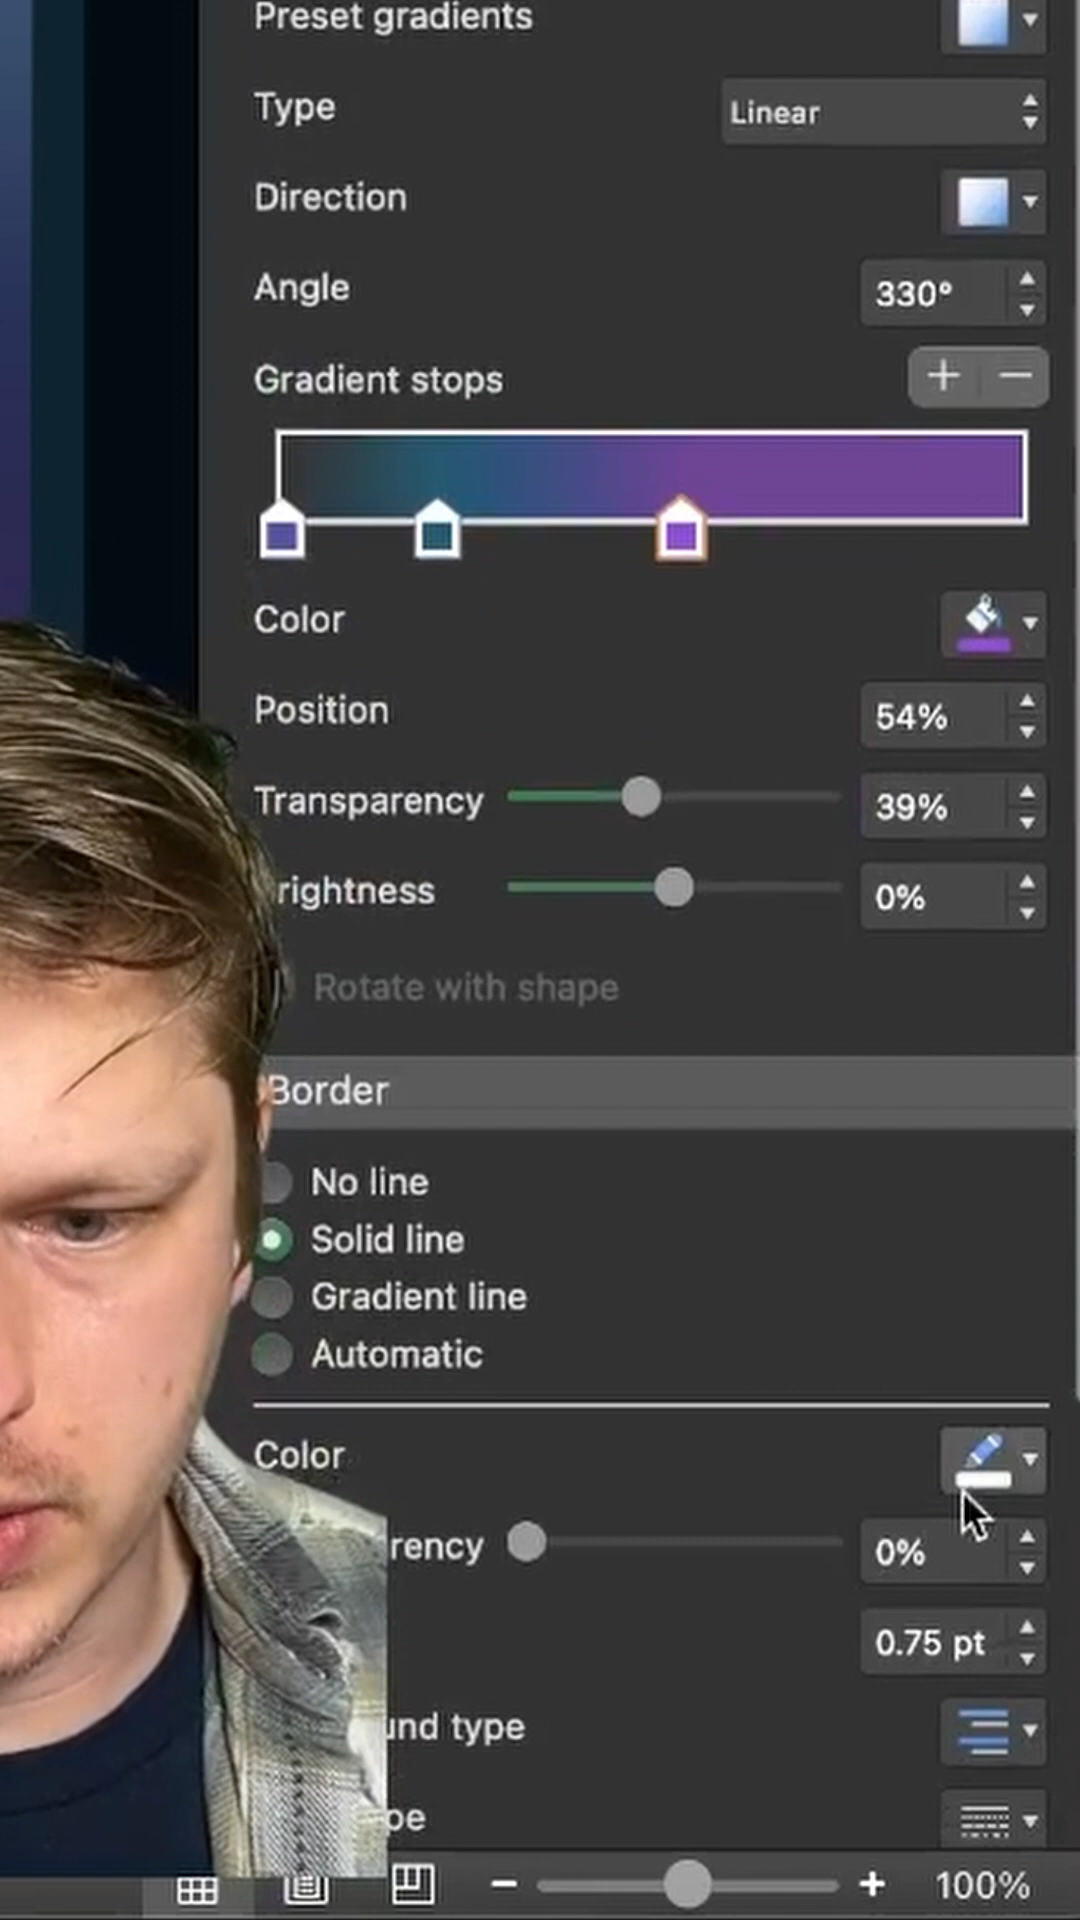 Preset gradients
Type
Linear
Direction
Angle
330°
Gradient stops
Color
Position
54%
Transparency
39%
rightness
0%
Rotate with shape
Border
No line
Solid line
Gradient line
Automatic
Color
rency
0%
0.75 pt
und type
pe
100%